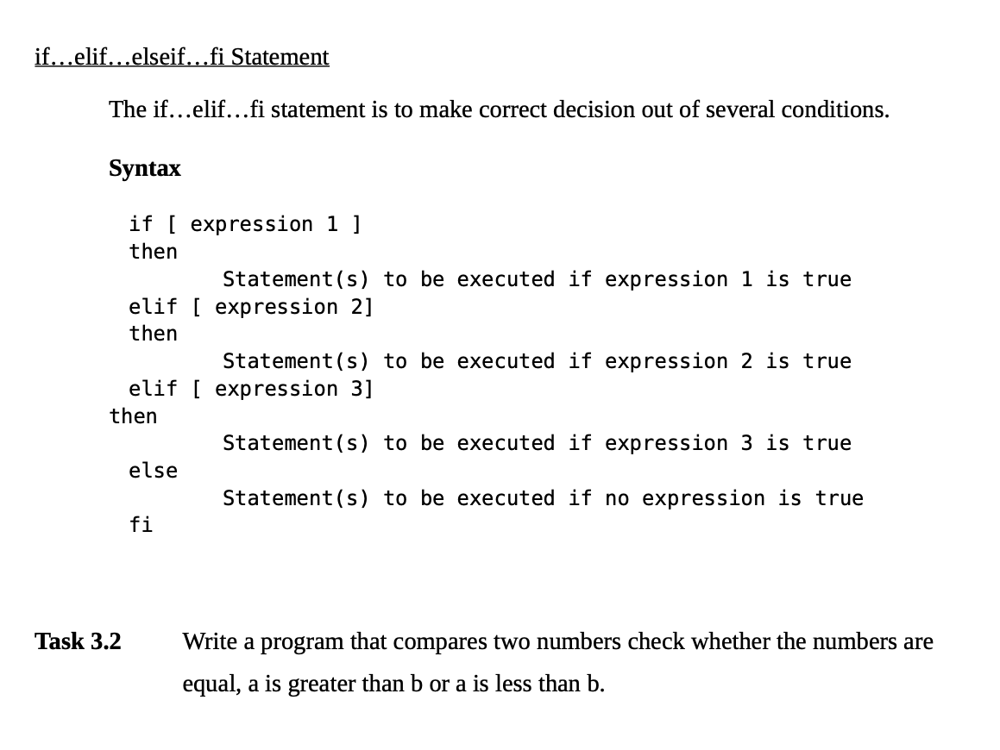 if…elif…elseif…fi Statement
The if…elif…fi statement is to make correct decision out of several conditions.
Syntax
if [ expression 1 ]
then
Statement(s) to be executed if expression 1 is true
elif [ expression 2]
then
Statement(s) to be executed if expression 2 is true
elif [ expression 3]
then
Statement(s) to be executed if expression 3 is true
else
Statement(s) to be executed if no expression is true
fi
Task 3.2 Write a program that compares two numbers check whether the numbers are
equal, a is greater than b or a is less than b.